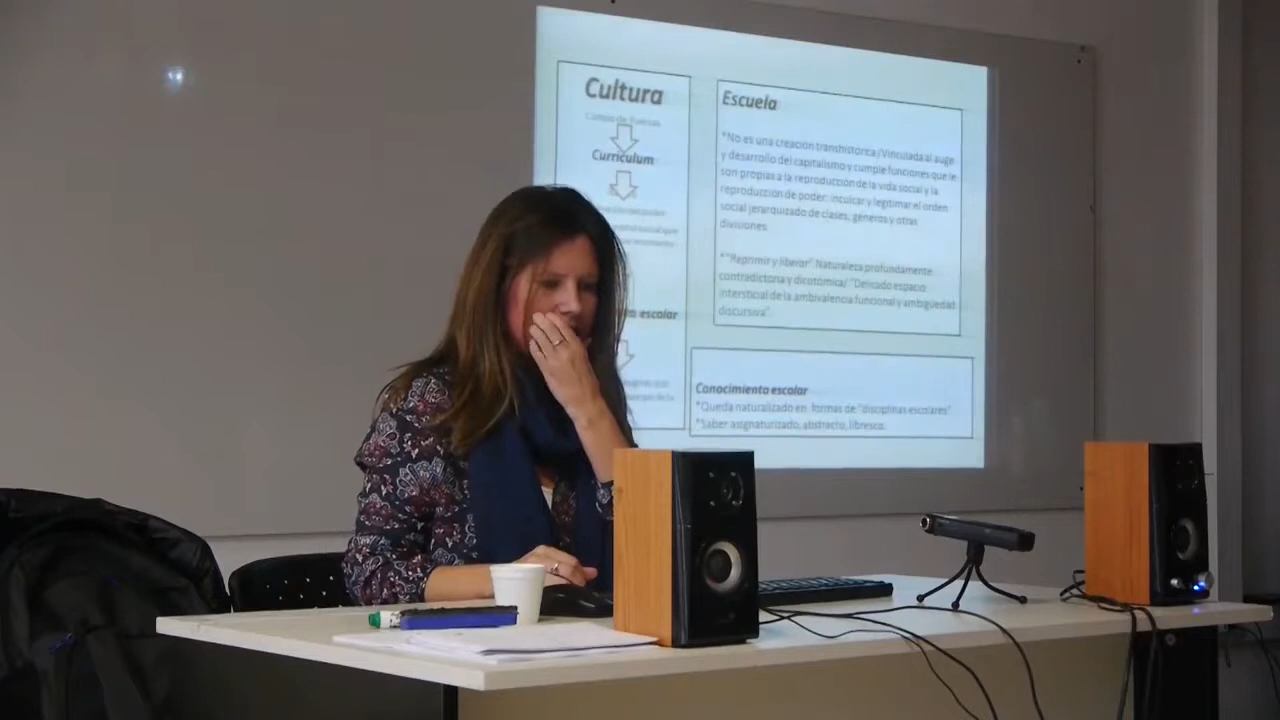 Cultura
Campo de Fuerzas
Curriculum
escolar
Escuela
*No es una creación transhistórica/Vinculada al auge
y desarrollo del capitalismo y cumple funciones que le
son propias a la reproducción de la vida social y la
reproducción de poder: inculcar y legitimar el orden
social jerarquizado de clases, géneros y otras
divisiones.
*"Reprimir y liberar" Naturaleza profundamente
contradictoria y dicotómica/ "Delicado espacio
intersticial de la ambivalencia funcional y ambigüedad
discursiva".
Conocimiento escolar
*Queda naturalizado en formas de "disciplinas escolares"
*Saber asignaturizado, abstracto, libresco.